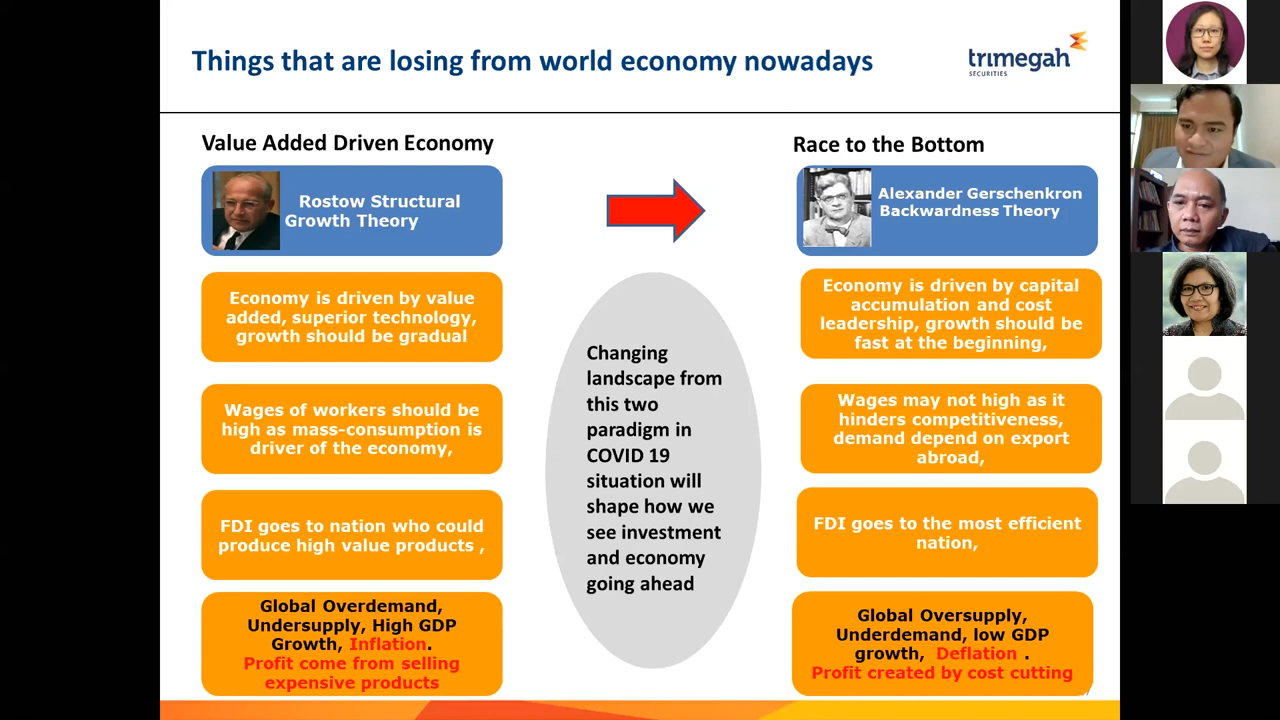 Things that are losing from world economy nowadays
trimegah
SECURITIES
Value Added Driven Economy
Rostow Structural
Growth Theory
Economy is driven by value
added, superior technology,
growth should be gradual
Wages of workers should be
high as mass-consumption is
driver of the economy,
FDI goes to nation who could
produce high value products ,
Global Overdemand,
Undersupply, High GDP
Growth, Inflation.
Profit come from selling
expensive products
Changing
landscape from
this two
paradigm in
COVID 19
situation will
shape how we
see investment
and economy
going ahead
Race to the Bottom
Alexander Gerschenkron
Backwardness Theory
Economy is driven by capital
accumulation and cost
leadership, growth should be
fast at the beginning,
Wages may not high as it
hinders competitiveness,
demand depend on export
abroad,
FDI goes to the most efficient
nation,
Global Oversupply,
Underdemand, low GDP
growth, Deflation .
Profit created by cost cutting